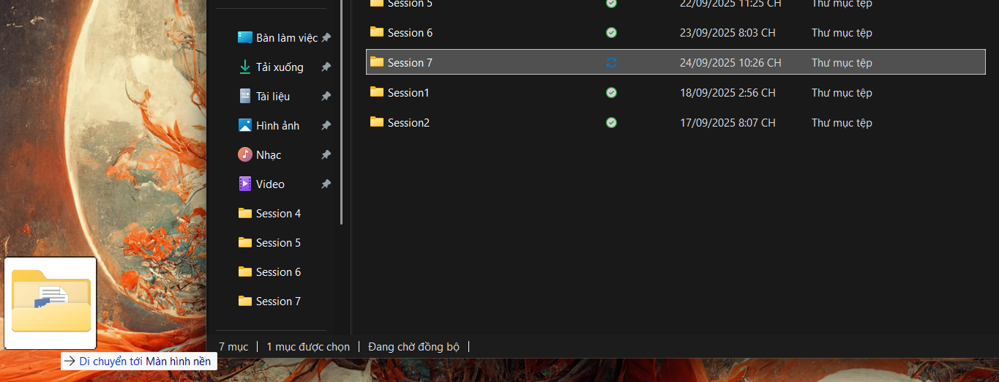 Session 5 22/09/2025 11:25 CH Thư mục tệp
Session 6 23/09/2025 8:03 CH Thư mục tệp
Session 7 24/09/2025 10:26 CH Thư mục tệp
Session1 18/09/2025 2:56 CH Thư mục tệp
Session2 17/09/2025 8:07 CH Thư mục tệp
Bàn làm việc
Tải xuống
Tài liệu
Hình ảnh
Nhạc
Video
Session 4
Session 5
Session 6
Session 7
7 mục 1 mục được chọn Đang chờ đồng bộ
Di chuyển tới Màn hình nền